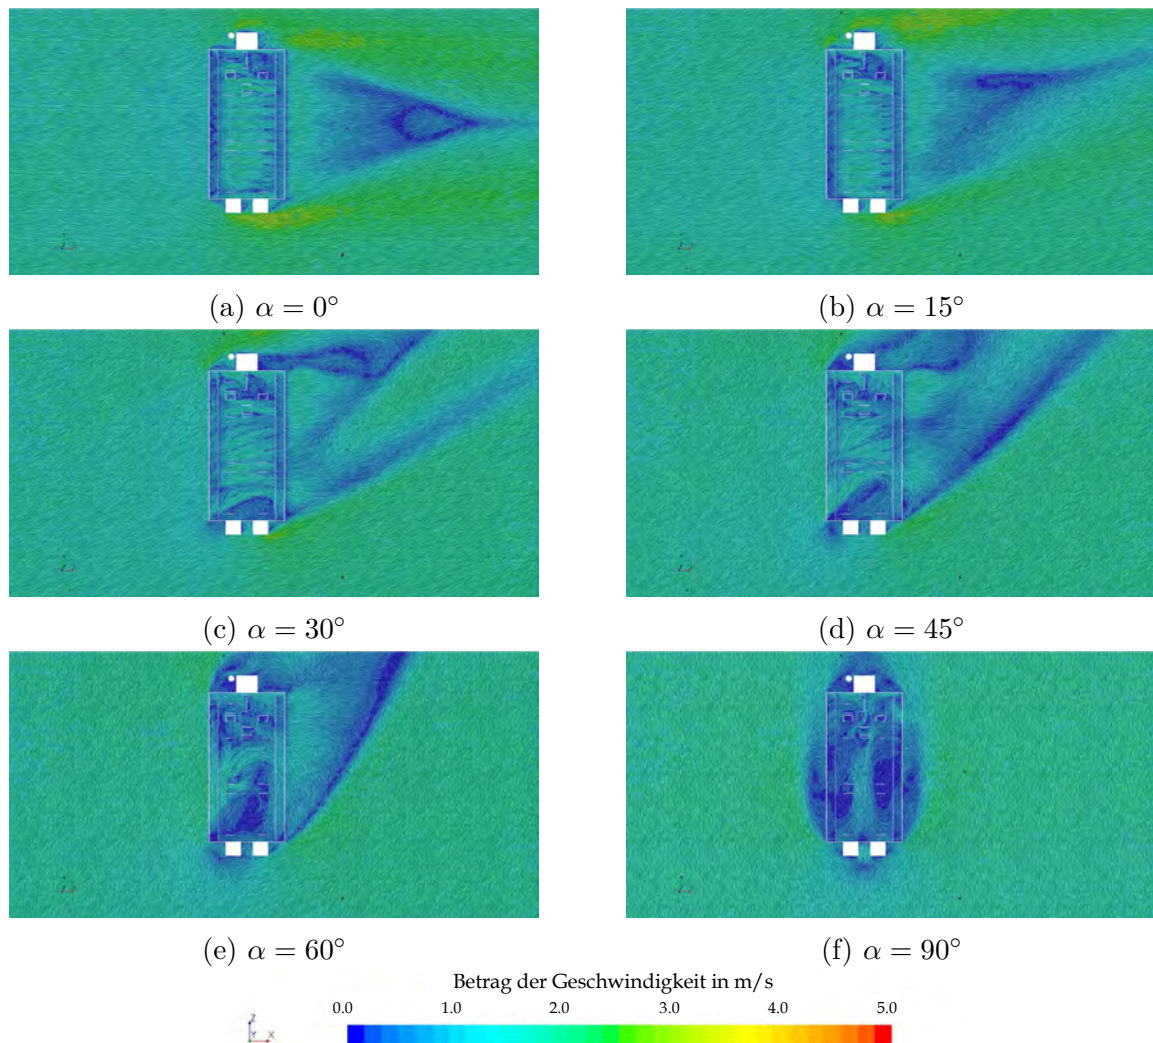 (a) α = 0°
(b) α = 15°
(c) α = 30°
(d) α = 45°
(e) α = 60°
(f) α = 90°
Betrag der Geschwindigkeit in m/s
0.0 1.0 2.0 3.0 4.0 5.0
Z
Y X